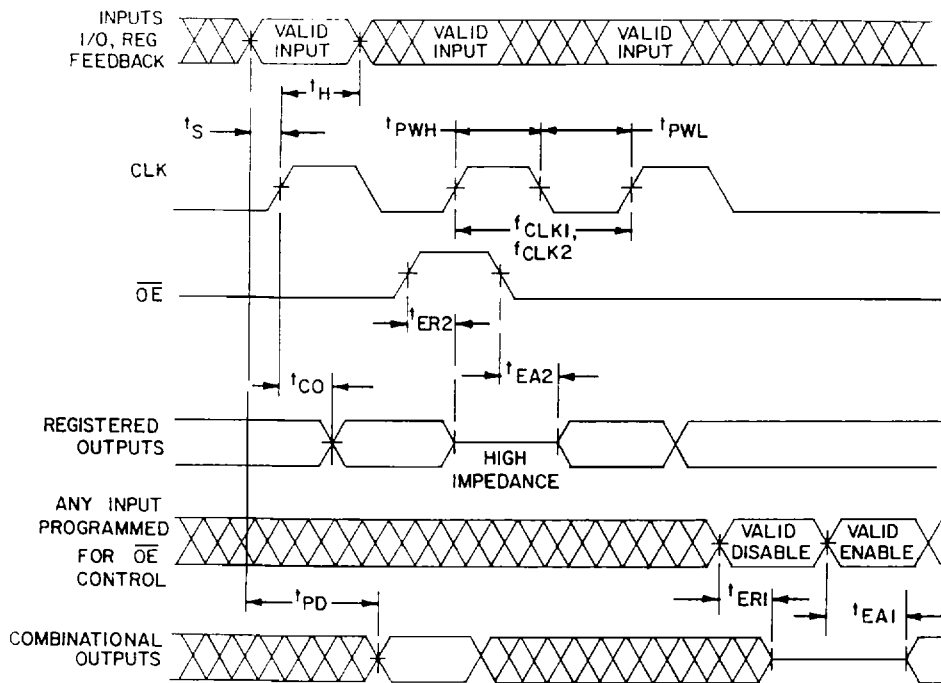 INPUTS
I/O, REG
FEEDBACK
VALID
INPUT
VALID
INPUT
VALID
INPUT
tH
tS
tPWH
tPWL
CLK
fCLK1,
fCLK2
OE
tER2
tEA2
tCO
REGISTERED
OUTPUTS
HIGH
IMPEDANCE
ANY INPUT
PROGRAMMED
FOR OE
CONTROL
VALID
DISABLE
VALID
ENABLE
tPD
tER1
tEA1
COMBINATIONAL
OUTPUTS